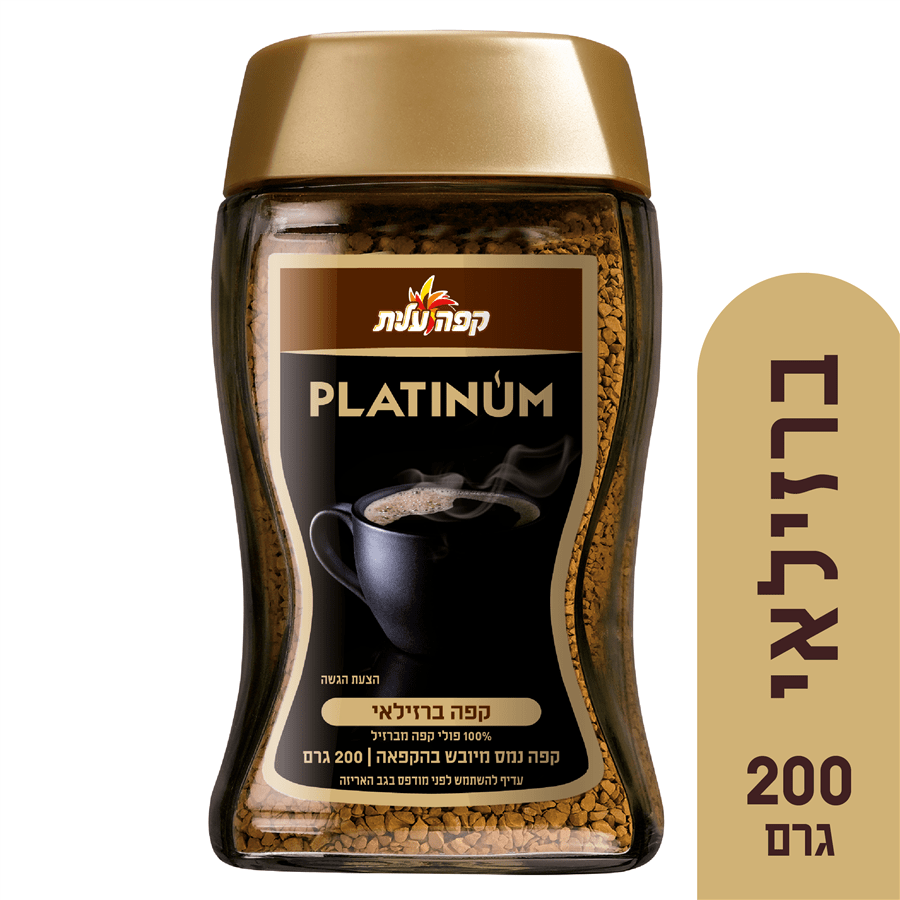 קפה עלית
PLATINUM
הצעת הגשה
קפה ברזילאי
100% פולי קפה מברזיל
קפה נמס מיובש בהקפאה | 200 גרם
עדיף להשתמש לפני מודפס בגב האריזה
ברזילאי
200
גרם